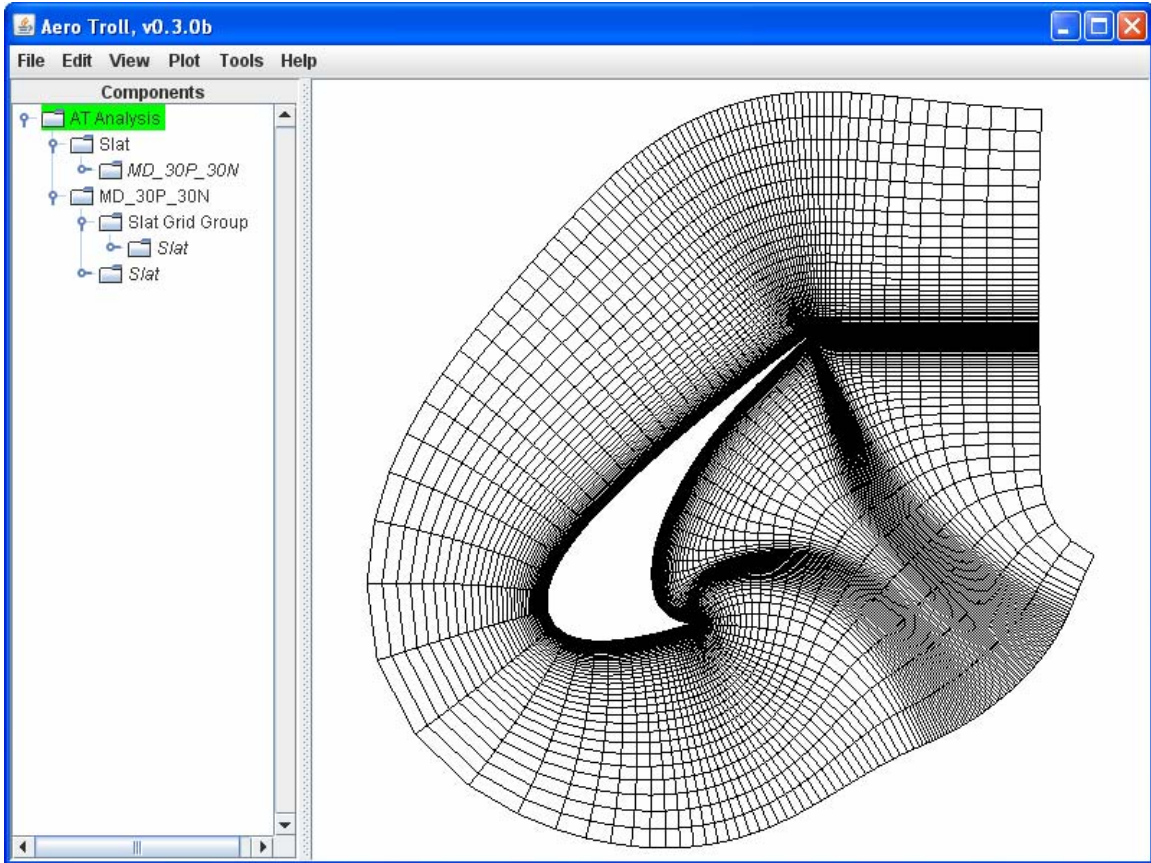 Aero Troll, v0.3.0b
File Edit View Plot Tools Help
Components
AT Analysis
Slat
MD_30P_30N
MD_30P_30N
Slat Grid Group
Slat
Slat